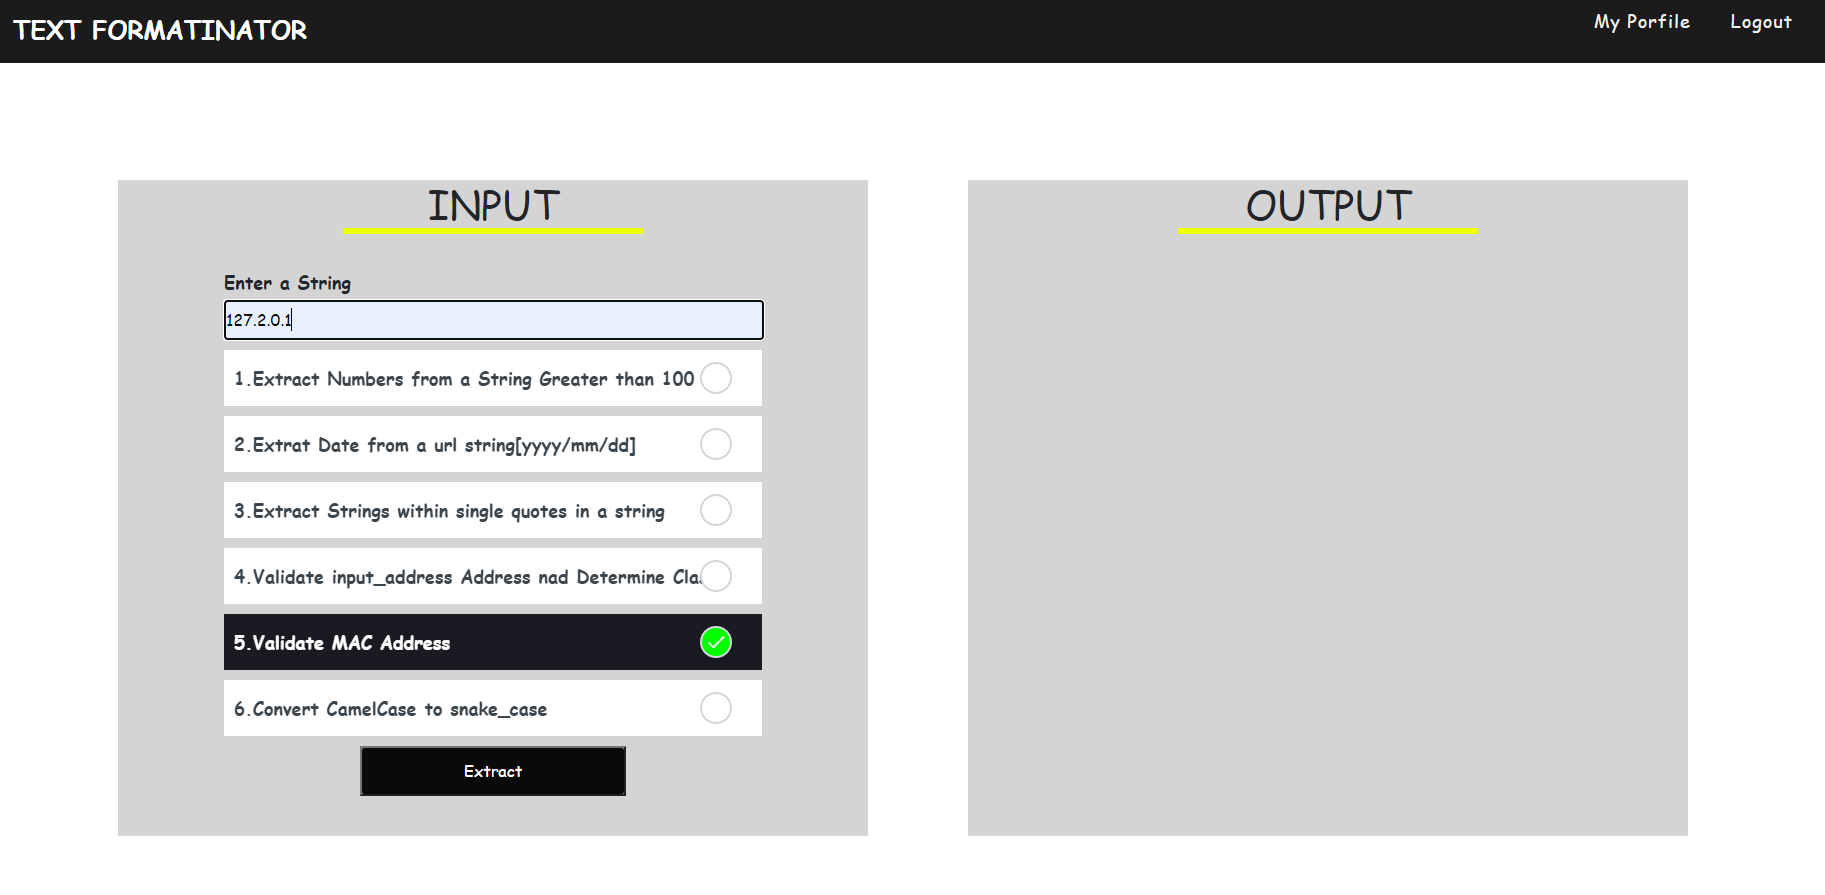 TEXT FORMATINATOR
My Porfile
Logout
INPUT
Enter a String
127.2.0.1
1.Extract Numbers from a String Greater than 100
2.Extrat Date from a url string[yyyy/mm/dd]
3.Extract Strings within single quotes in a string
4.Validate input_address Address nad Determine
5.Validate MAC Address
6.Convert CamelCase to snake_case
Extract
OUTPUT